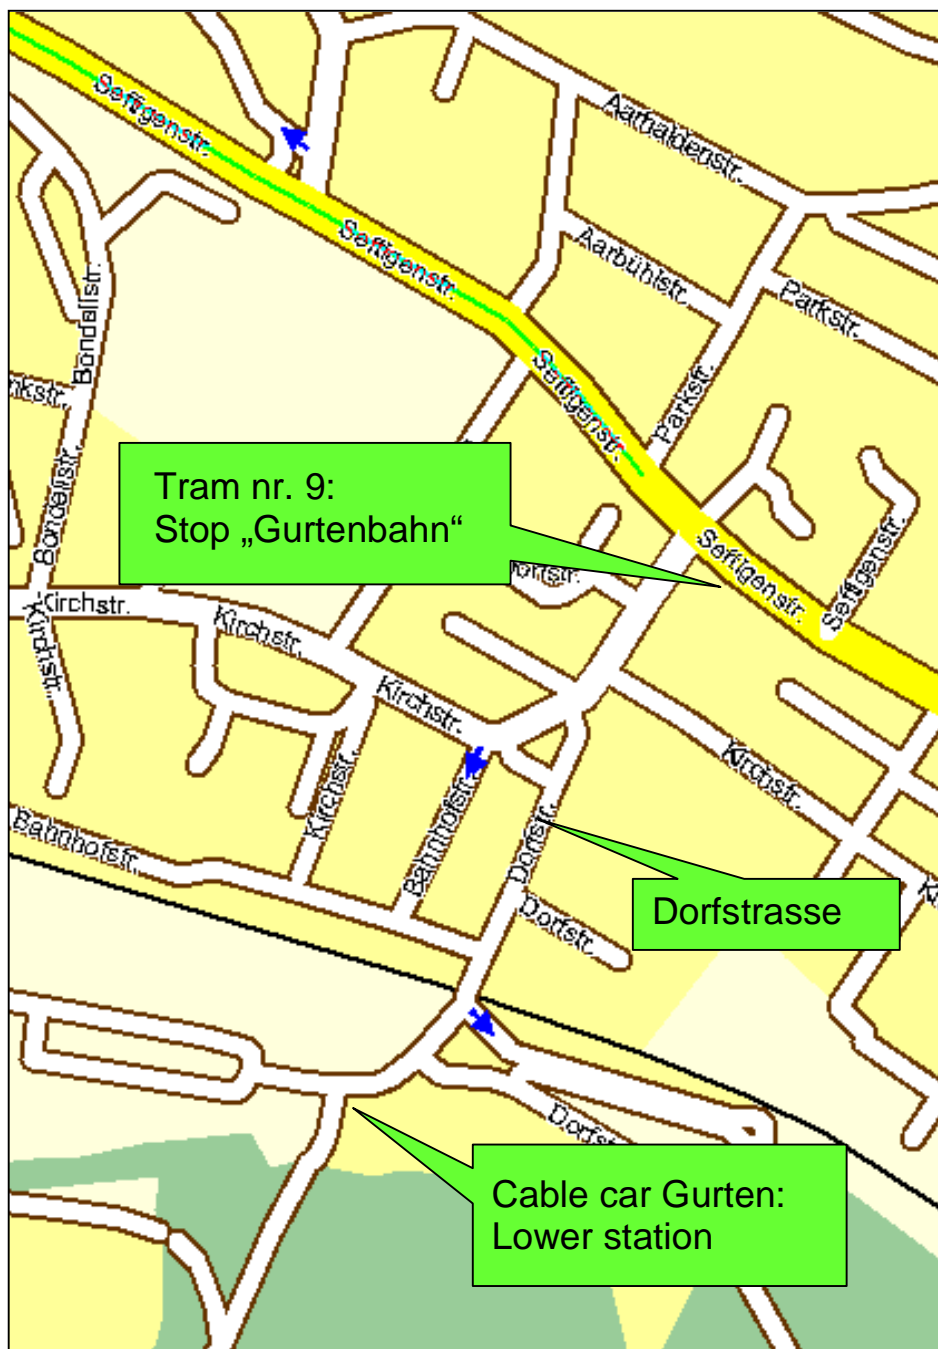 Seftigenstr.
Aarhaldenstr.
Seftigenstr.
Aarbühlstr.
Parkstr.
Bondelistr.
Seftigenstr.
Parkstr.
Tram nr. 9:
Stop „Gurtenbahn“
Bondelistr.
Seftigenstr.
Seftigenstr.
Dorfstr.
Kirchstr.
Kirchstr.
Kirchstr.
Kirchstr.
Kirchstr.
Kirchstr.
Bahnhofstr.
Bahnhofstr.
Dorfstr.
Dorfstrasse
Dorfstr.
Cable car Gurten:
Lower station